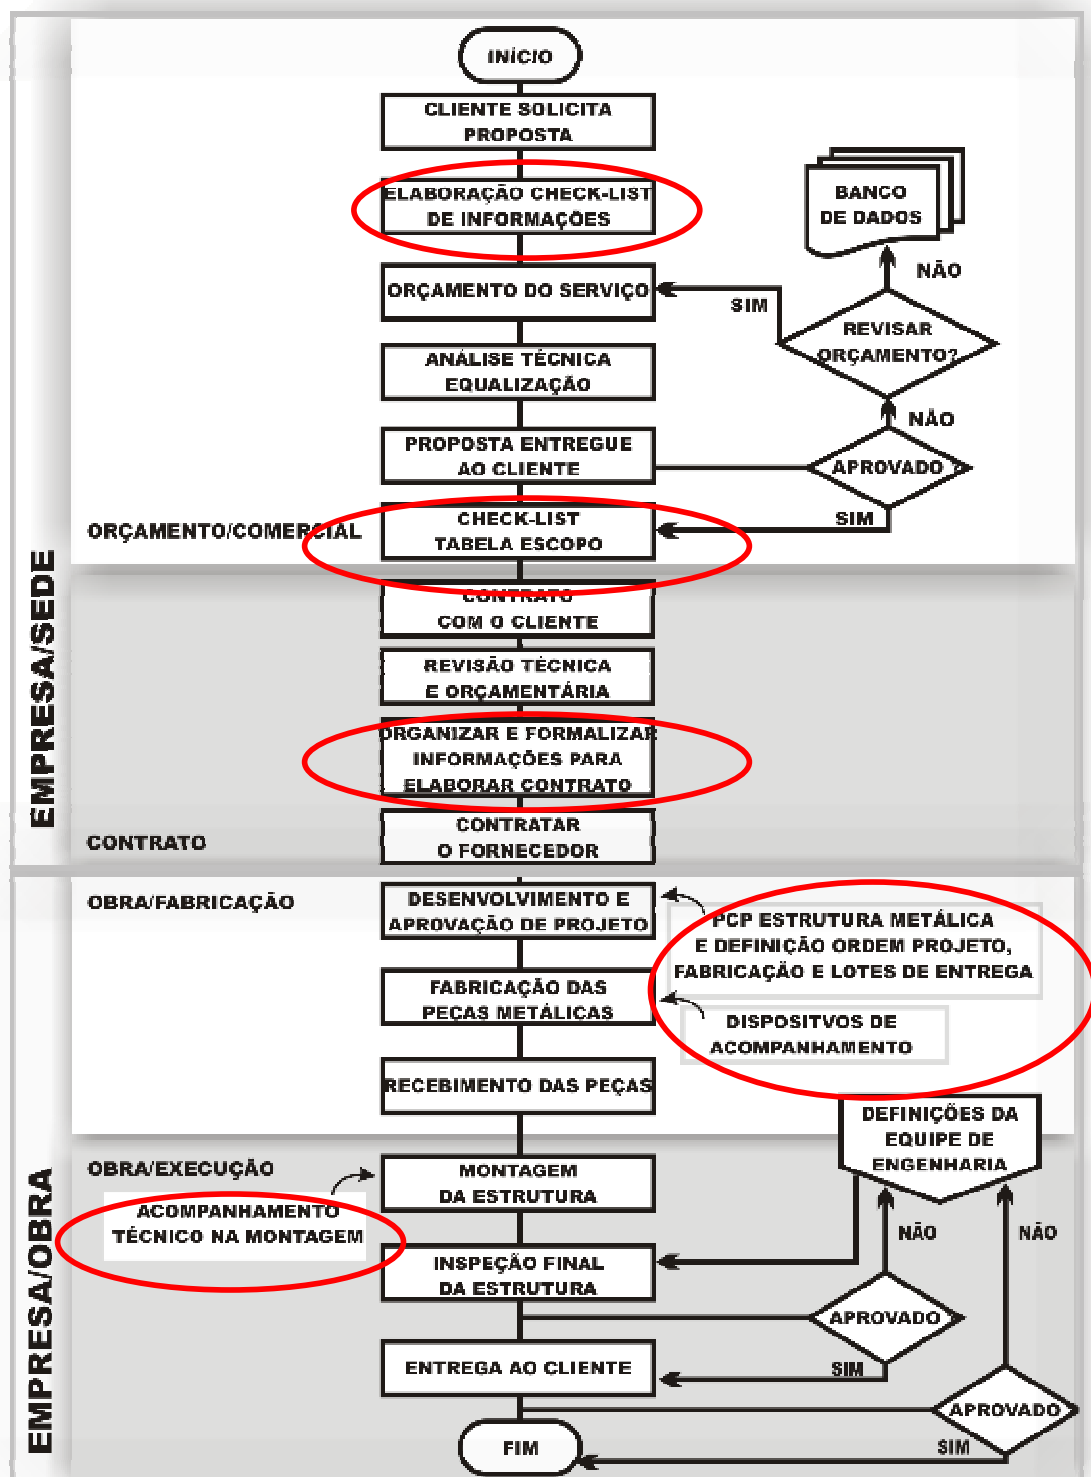 INÍCIO
CLIENTE SOLICITA
PROPOSTA
ELABORAÇÃO CHECK-LIST
DE INFORMAÇÕES
BANCO
DE DADOS
NÃO
ORÇAMENTO DO SERVIÇO
SIM
REVISAR
ORÇAMENTO?
ANÁLISE TÉCNICA
EQUALIZAÇÃO
NÃO
PROPOSTA ENTREGUE
AO CLIENTE
APROVADO ?
SIM
CHECK-LIST
TABELA ESCOPO
ORÇAMENTO/COMERCIAL
EMPRESA/SEDE
CONTRATO
COM O CLIENTE
REVISÃO TÉCNICA
E ORÇAMENTÁRIA
ORGANIZAR E FORMALIZAR
INFORMAÇÕES PARA
ELABORAR CONTRATO
CONTRATAR
O FORNECEDOR
CONTRATO
OBRA/FABRICAÇÃO
DESENVOLVIMENTO E
APROVAÇÃO DE PROJETO
PCP ESTRUTURA METÁLICA
E DEFINIÇÃO ORDEM PROJETO,
FABRICAÇÃO E LOTES DE ENTREGA
FABRICAÇÃO DAS
PEÇAS METÁLICAS
DISPOSITVOS DE
ACOMPANHAMENTO
RECEBIMENTO DAS PEÇAS
DEFINIÇÕES DA
EQUIPE DE
ENGENHARIA
OBRA/EXECUÇÃO
EMPRESA/OBRA
MONTAGEM
DA ESTRUTURA
ACOMPANHAMENTO
TÉCNICO NA MONTAGEM
NÃO
NÃO
INSPEÇÃO FINAL
DA ESTRUTURA
APROVADO ?
SIM
ENTREGA AO CLIENTE
APROVADO ?
SIM
FIM